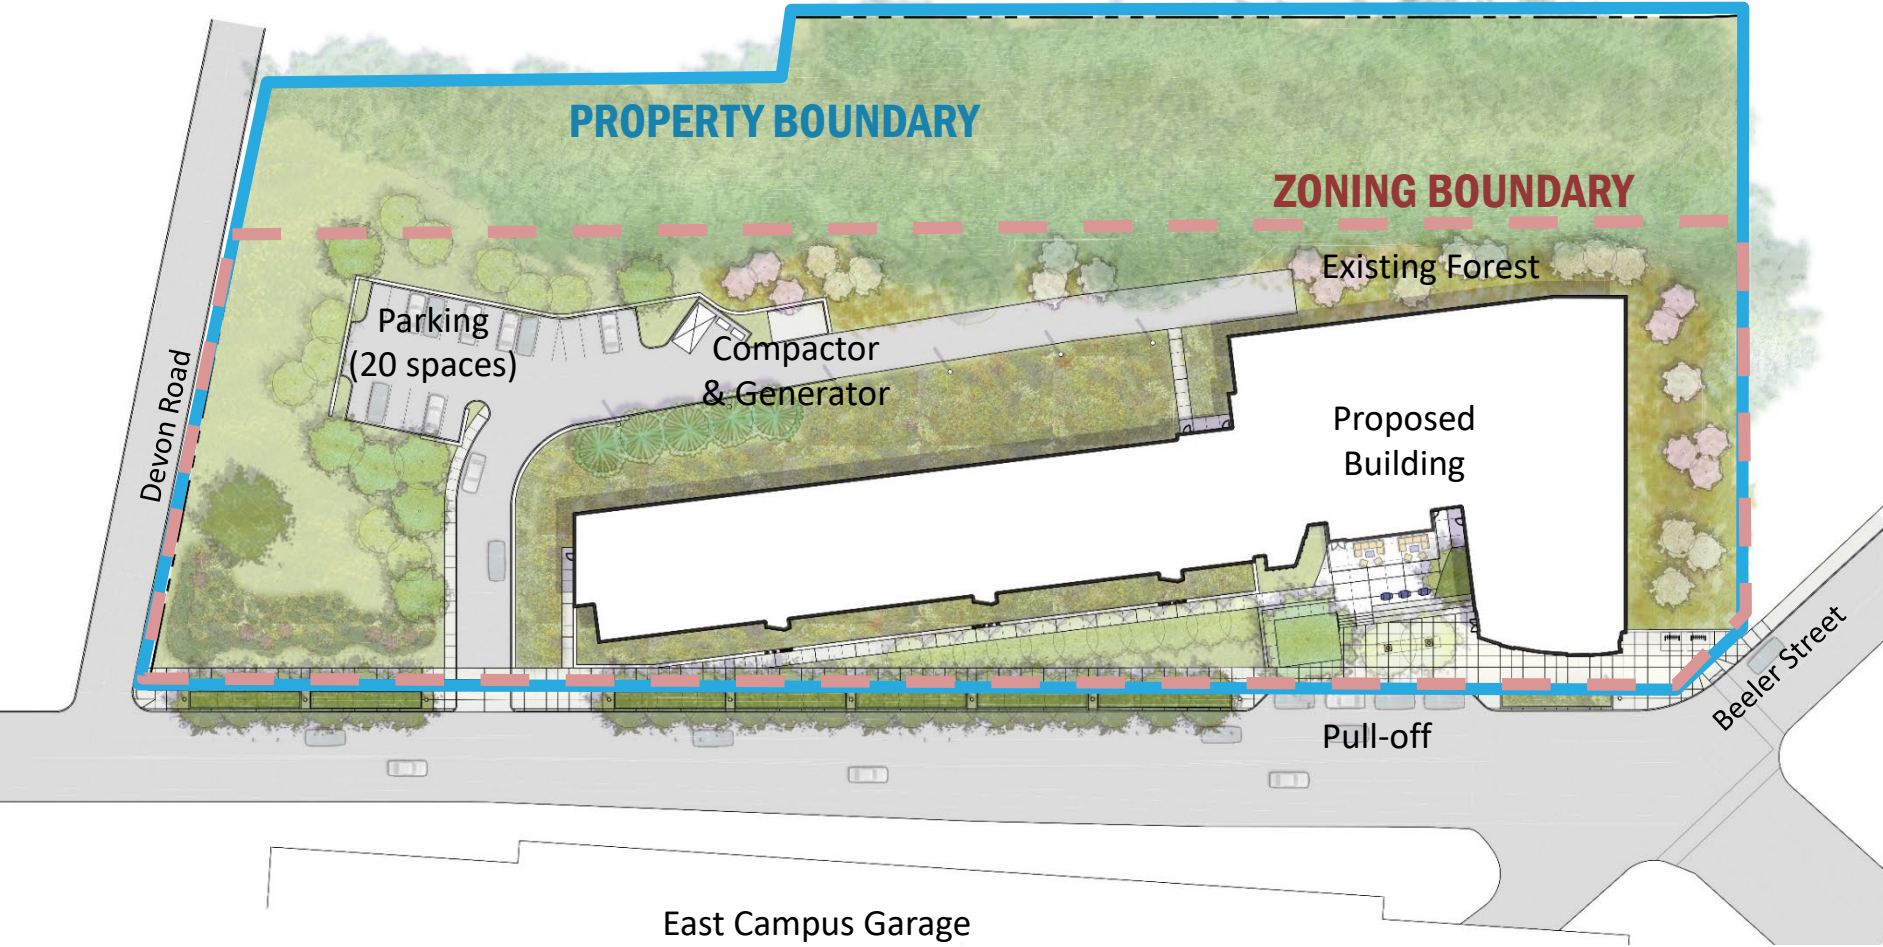 PROPERTY BOUNDARY
ZONING BOUNDARY
Existing Forest
Parking
(20 spaces)
Compactor
& Generator
Devon Road
Proposed
Building
Beeler Street
Pull-off
East Campus Garage